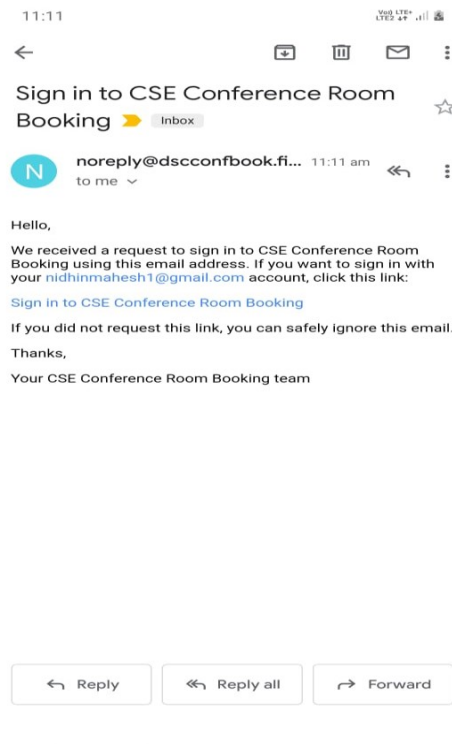 11:11
Sign in to CSE Conference Room
Booking Inbox
N
noreply@dscconfbook.fi... 11:11 am
to me
Hello,
We received a request to sign in to CSE Conference Room
Booking using this email address. If you want to sign in with
your nidhinmahesh1@gmail.com account, click this link:
Sign in to CSE Conference Room Booking
If you did not request this link, you can safely ignore this email.
Thanks,
Your CSE Conference Room Booking team
Reply Reply all Forward